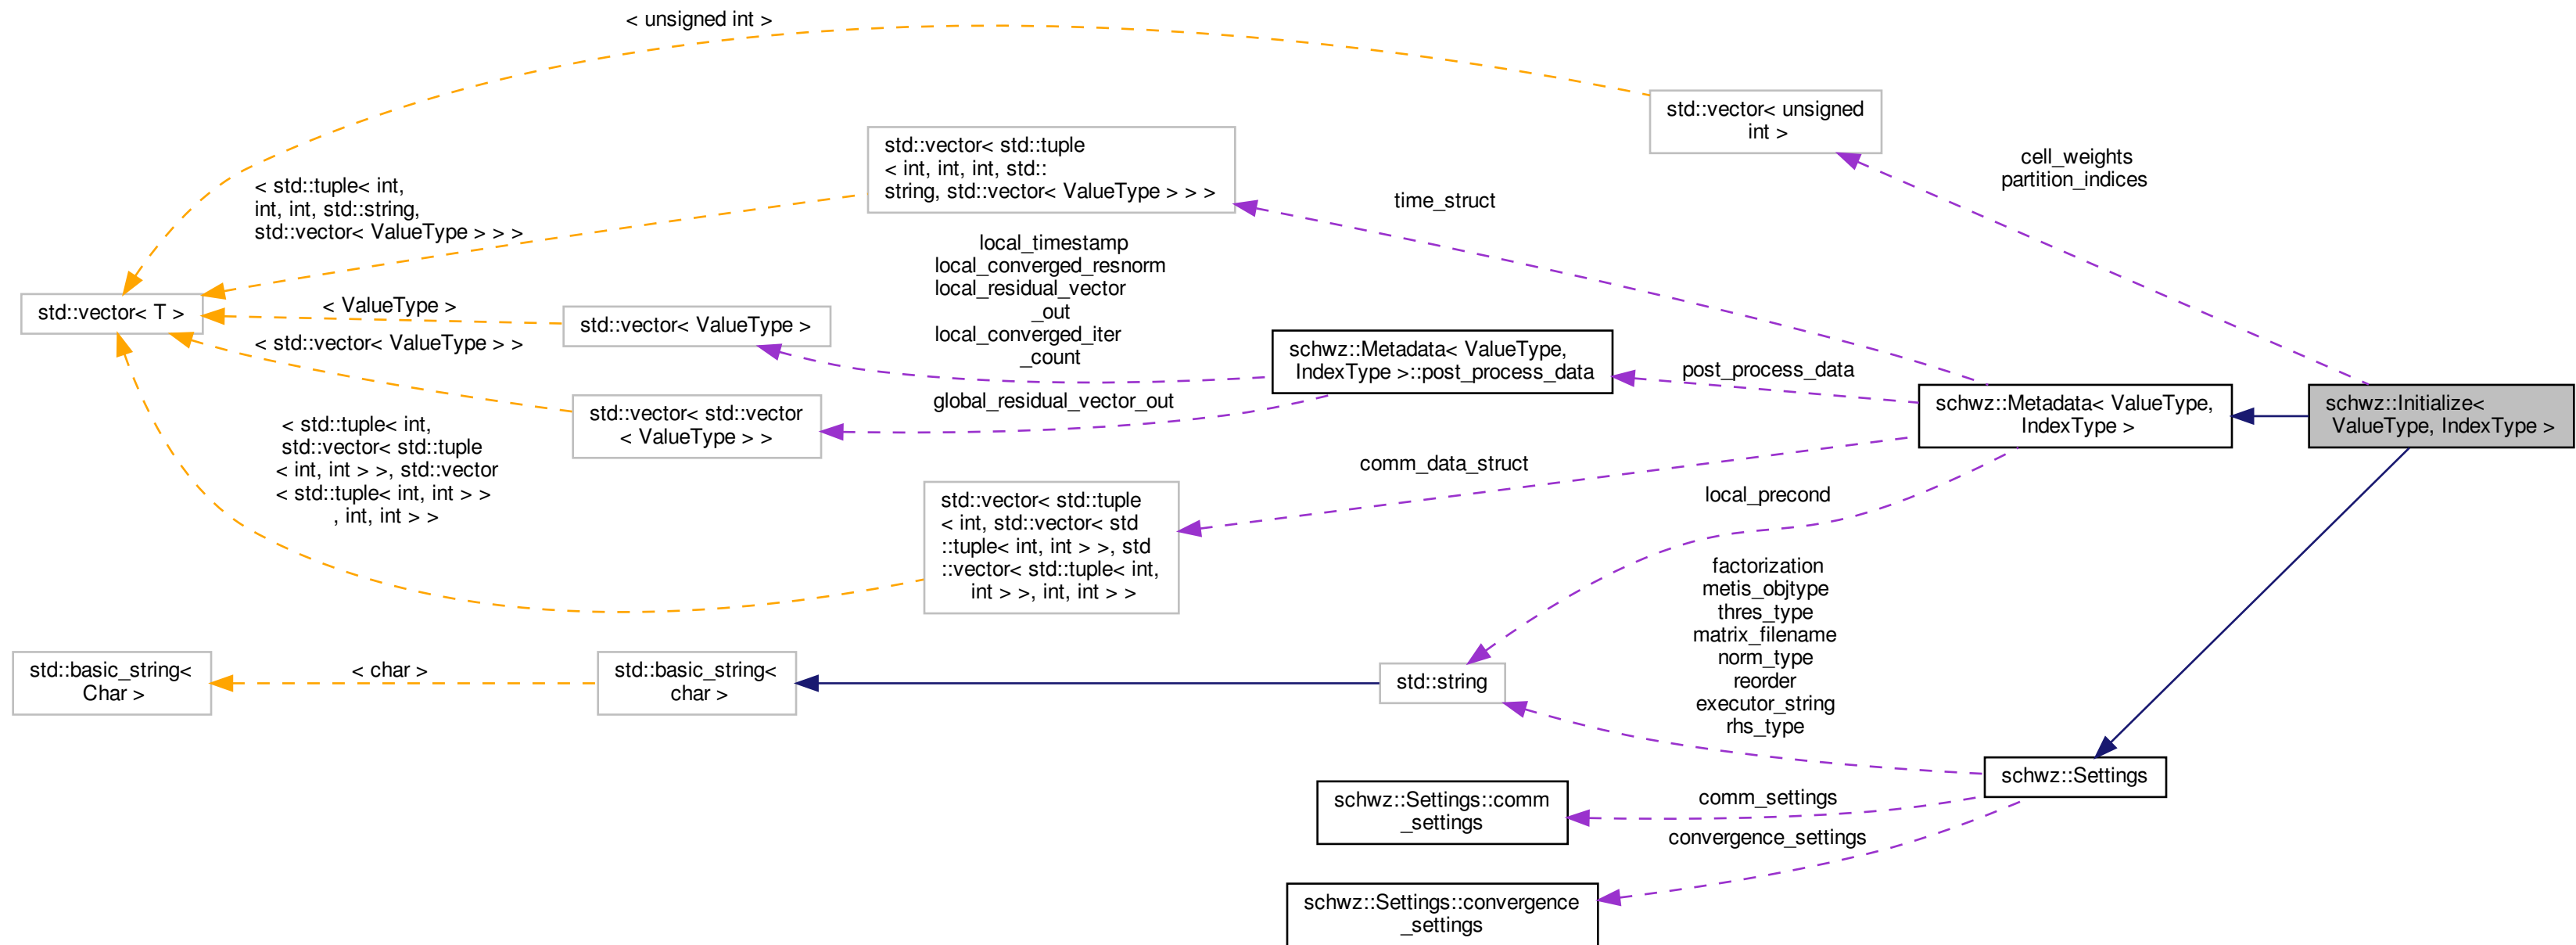 < unsigned int >
std::vector< unsigned
int >
cell_weights
partition_indices
std::vector< std::tuple
< int, int, int, std::
string, std::vector< ValueType > > >
< std::tuple< int,
int, int, std::string,
std::vector< ValueType > > >
time_struct
local_timestamp
local_converged_resnorm
local_residual_vector
_out
local_converged_iter
_count
std::vector< T >
< ValueType >
std::vector< ValueType >
< std::vector< ValueType > >
schwz::Metadata< ValueType,
IndexType >::post_process_data
post_process_data
schwz::Metadata< ValueType,
IndexType >
schwz::Initialize<
ValueType, IndexType >
global_residual_vector_out
std::vector< std::vector
< ValueType > >
< std::tuple< int,
std::vector< std::tuple
< int, int > >, std::vector
< std::tuple< int, int > >
, int, int > >
comm_data_struct
std::vector< std::tuple
< int, std::vector< std
::tuple< int, int > >, std
::vector< std::tuple< int,
int > >, int, int > >
local_precond
factorization
metis_objtype
thres_type
matrix_filename
norm_type
reorder
executor_string
rhs_type
std::basic_string<
Char >
< char >
std::basic_string<
char >
std::string
schwz::Settings
comm_settings
schwz::Settings::comm
_settings
convergence_settings
schwz::Settings::convergence
_settings